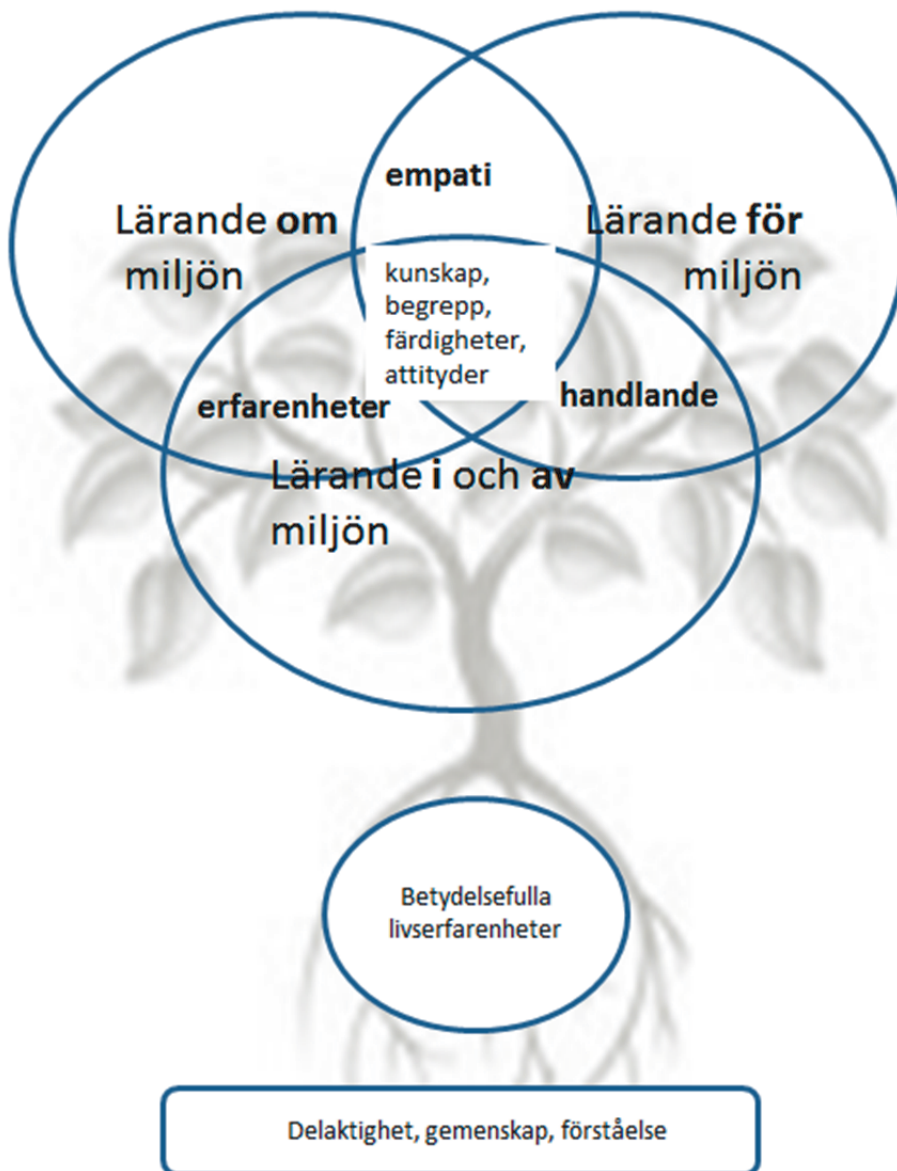 empati
Lärande om
miljön
Lärande för
miljön
kunskap,
begrepp,
färdigheter,
attityder
erfarenheter
handlande
Lärande i och av
miljön
Betydelsefulla
livserfarenheter
Delaktighet, gemenskap, förståelse